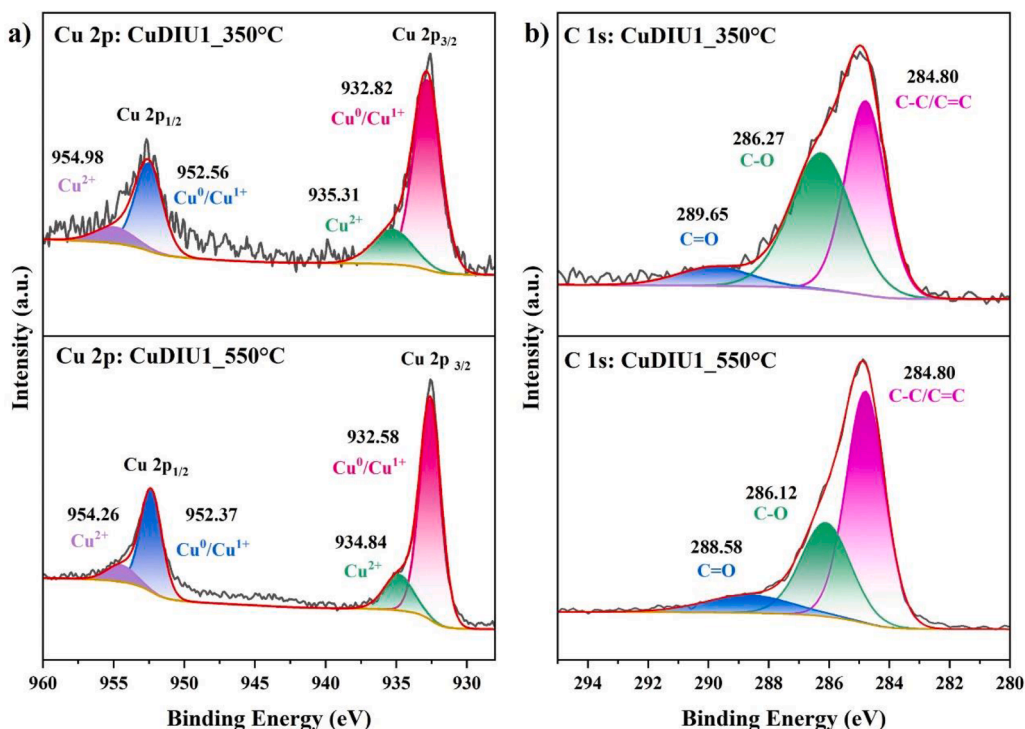 a)
Cu 2p: CuDIU1_350°C
Cu 2p3/2
932.82
Cu0/Cu1+
Cu 2p1/2
954.98
Cu2+
952.56
Cu0/Cu1+
935.31
Cu2+
Cu 2p: CuDIU1_550°C
Cu 2p 3/2
932.58
Cu0/Cu1+
Cu 2p1/2
954.26
Cu2+
952.37
Cu0/Cu1+
934.84
Cu2+
Intensity (a.u.)
Intensity (a.u.)
960 955 950 945 940 935 930
Binding Energy (eV)
b)
C 1s: CuDIU1_350°C
284.80
C-C/C=C
286.27
C-O
289.65
C=O
C 1s: CuDIU1_550°C
284.80
C-C/C=C
286.12
C-O
288.58
C=O
Intensity (a.u.)
Intensity (a.u.)
294 292 290 288 286 284 282 280
Binding Energy (eV)